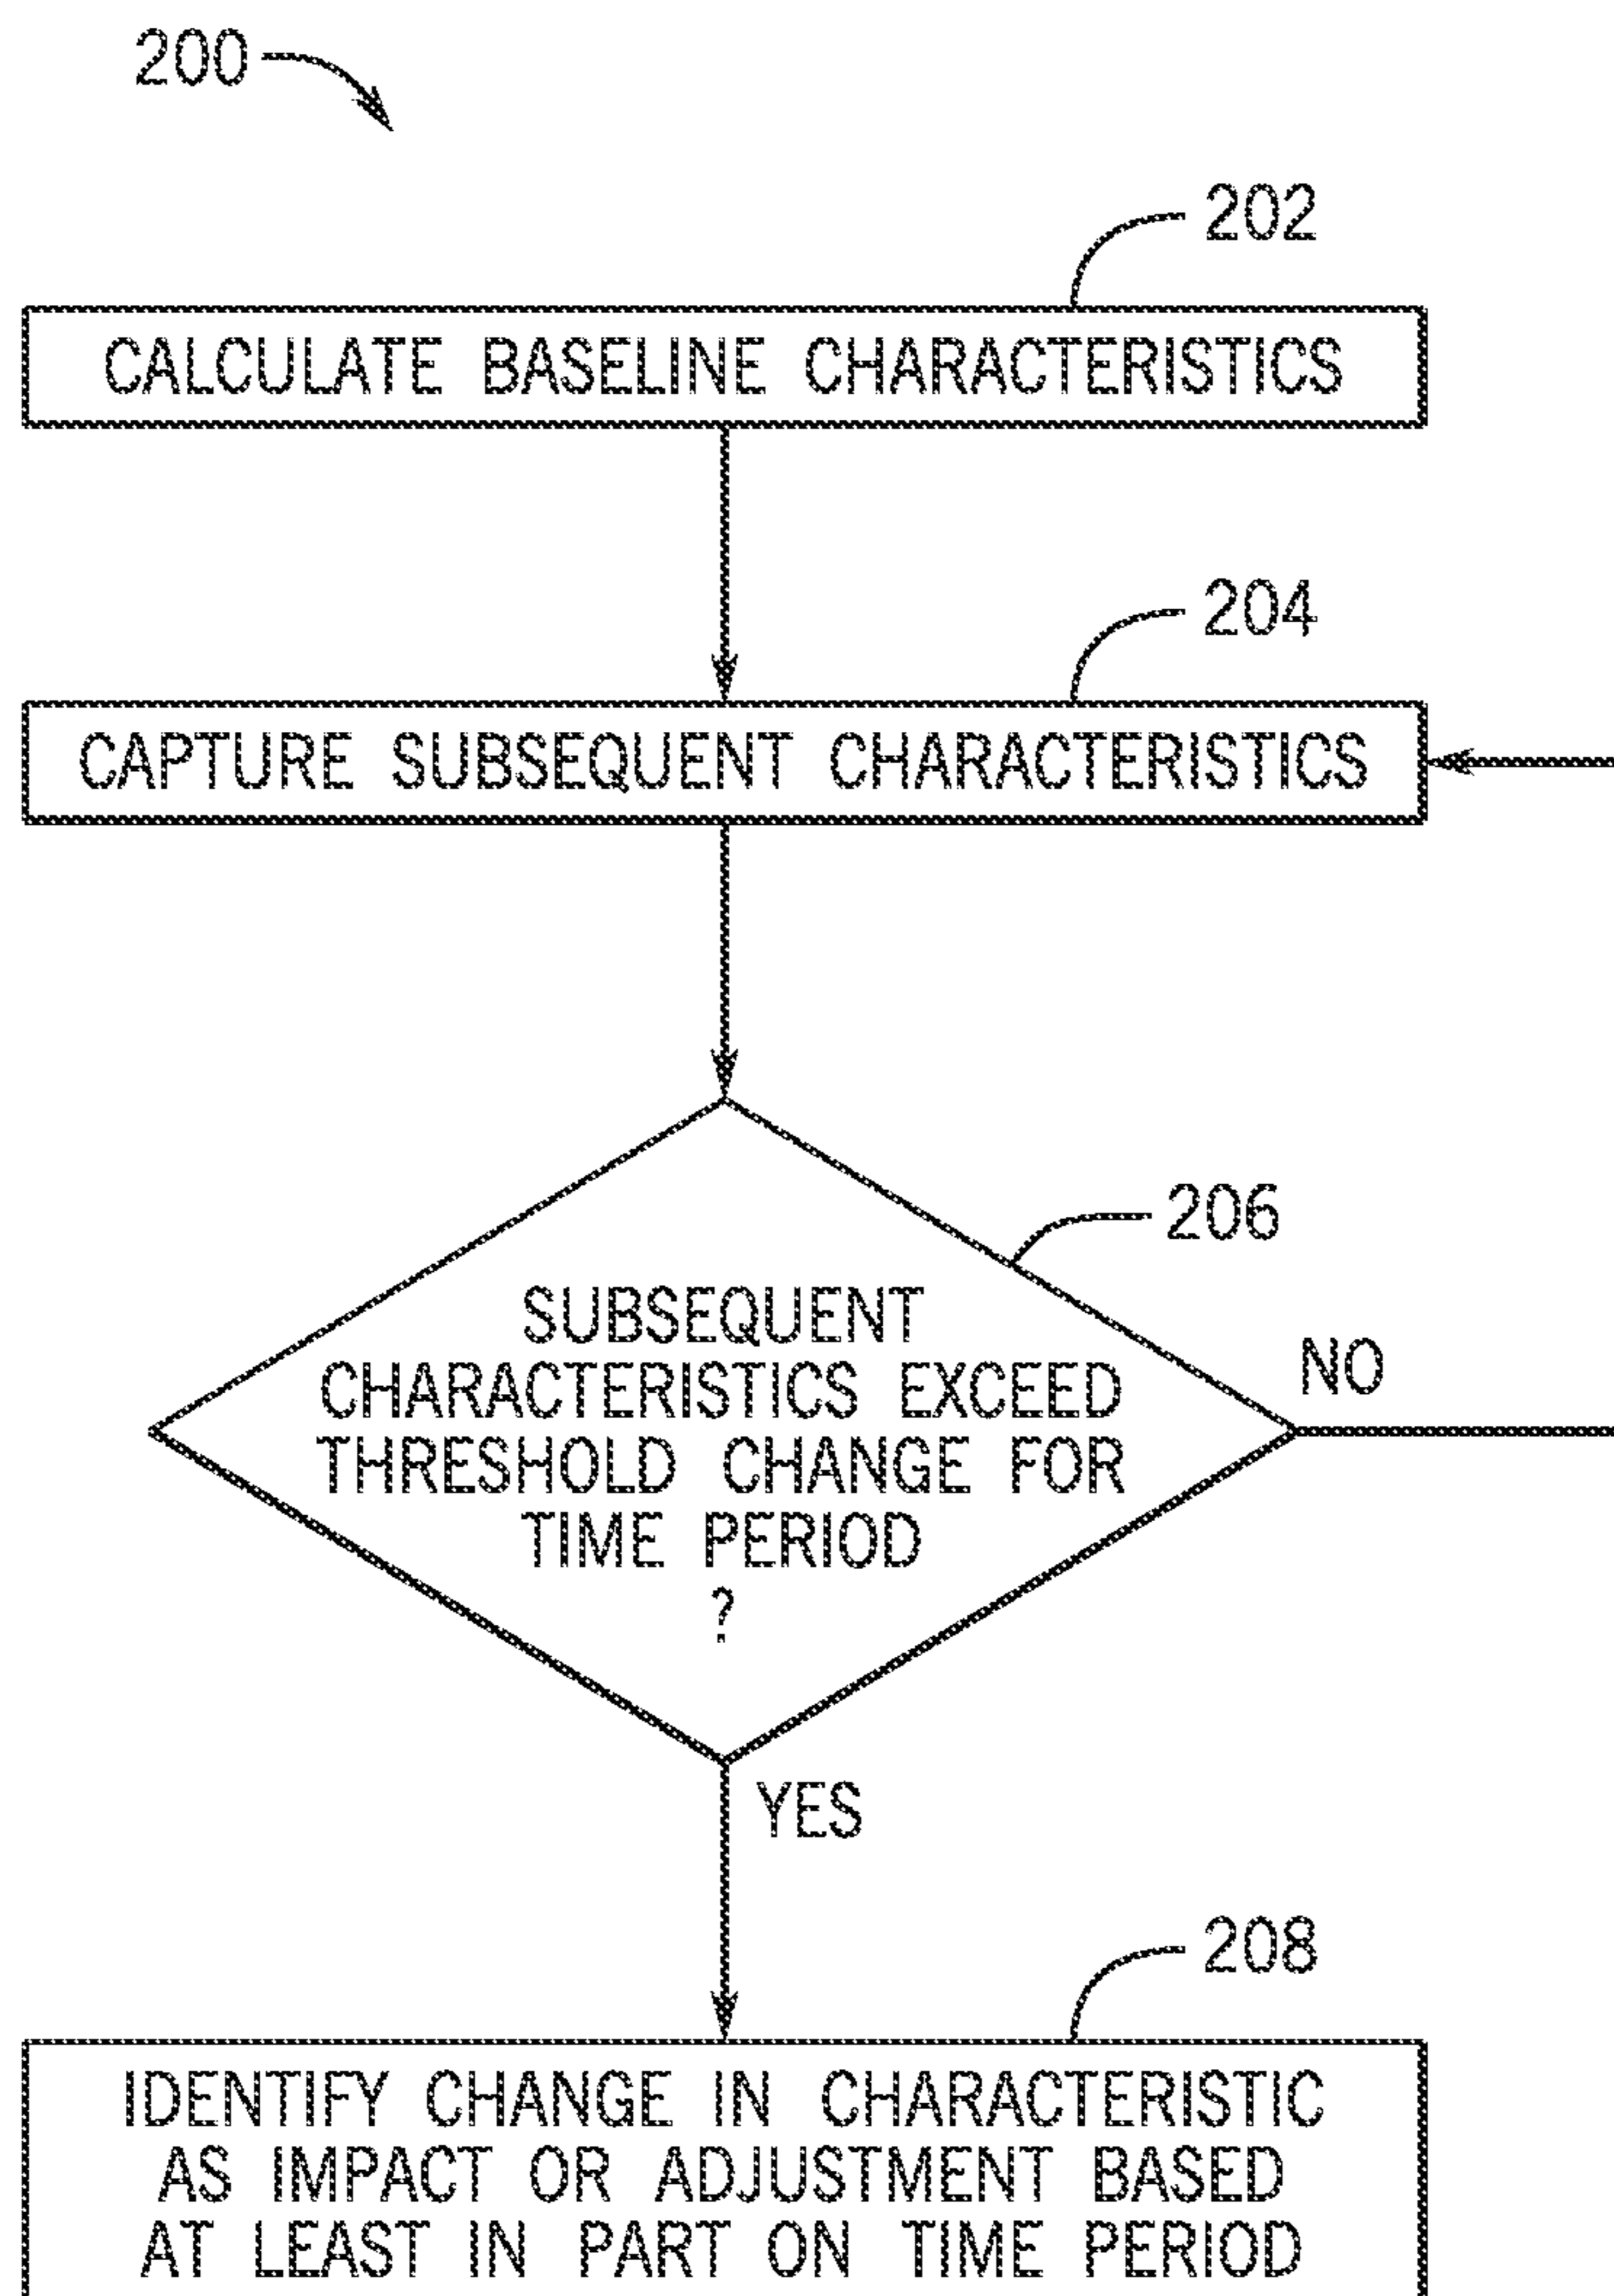 200
202
CALCULATE BASELINE CHARACTERISTICS
204
CAPTURE SUBSEQUENT CHARACTERISTICS
206
SUBSEQUENT
CHARACTERISTICS EXCEED
THRESHOLD CHANGE FOR
TIME PERIOD
?
NO
YES
208
IDENTIFY CHANGE IN CHARACTERISTIC
AS IMPACT OR ADJUSTMENT BASED
AT LEAST IN PART ON TIME PERIOD